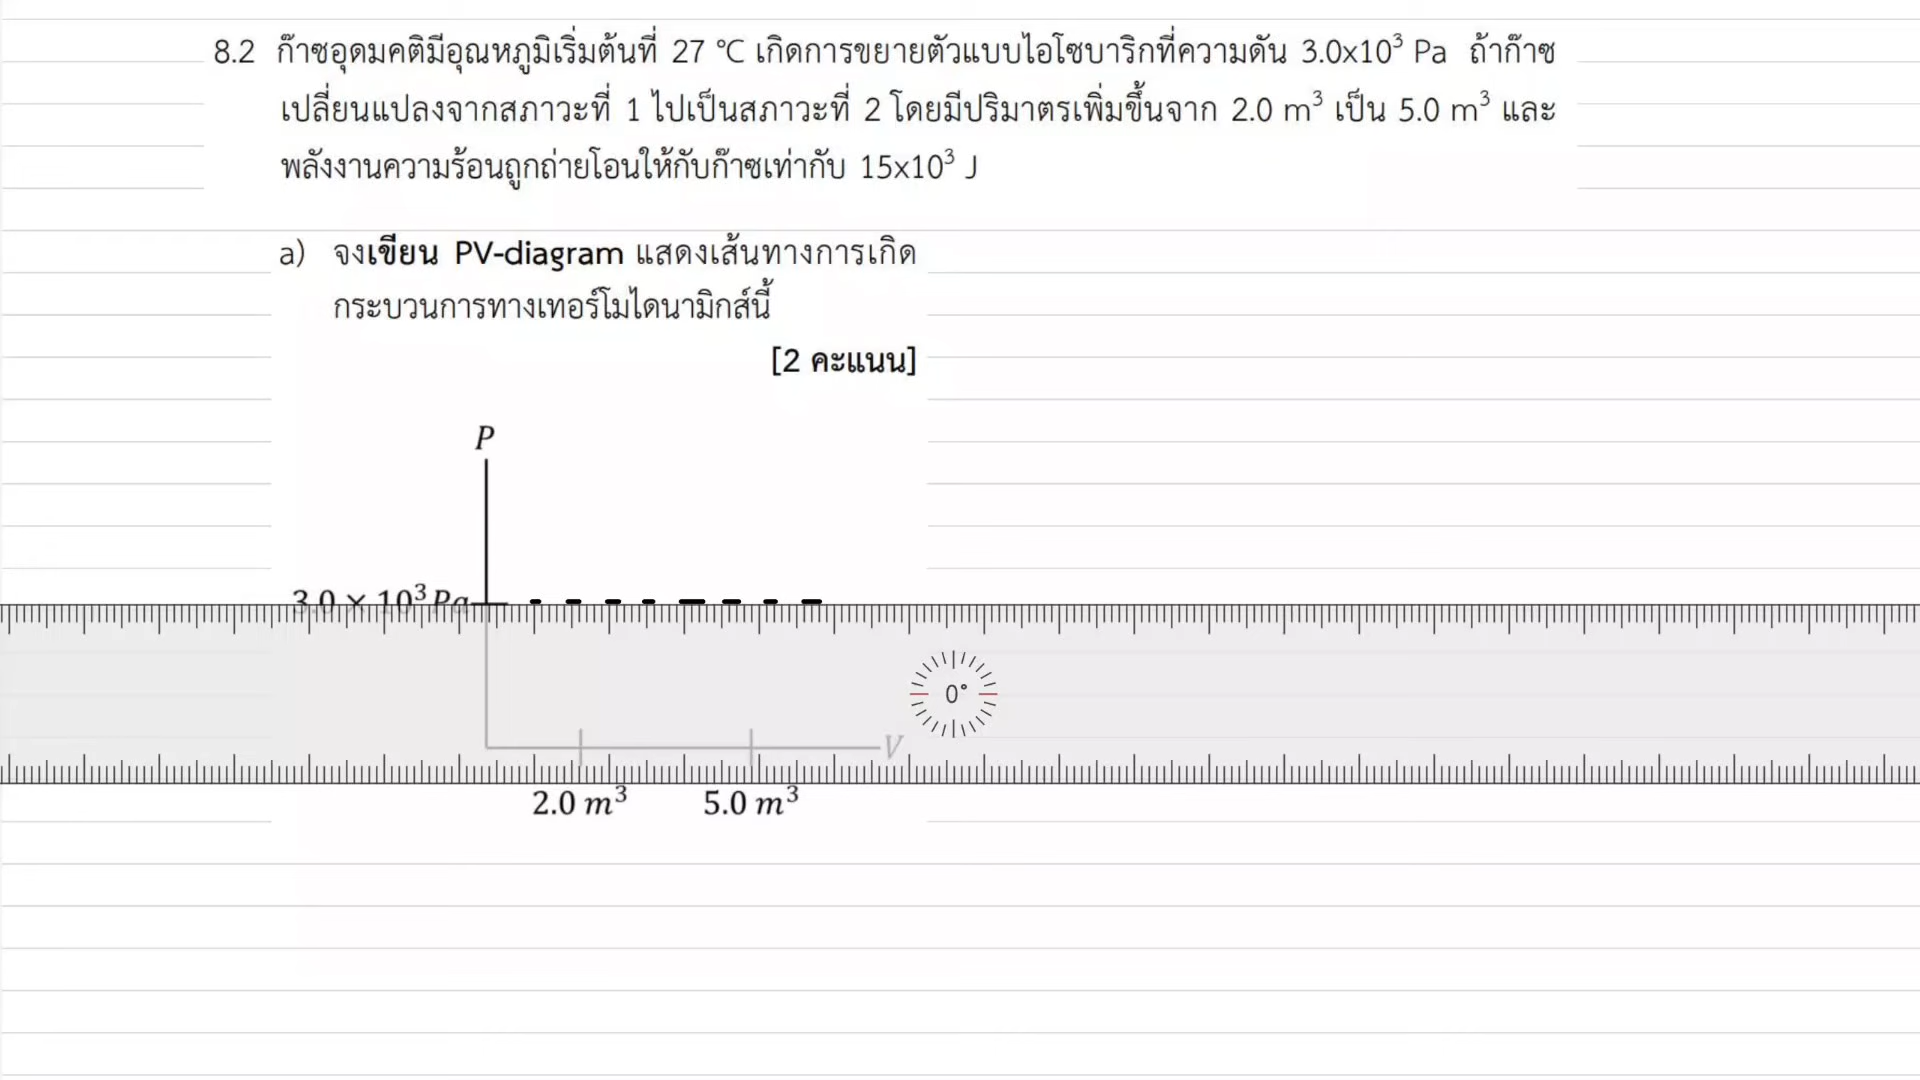 8.2 ก๊าซอุดมคติมีอุณหภูมิเริ่มต้นที่ 27 °C เกิดการขยายตัวแบบไอโซบาริกที่ความดัน 3.0x10³ Pa ถ้าก๊าซ
เปลี่ยนแปลงจากสภาวะที่ 1 ไปเป็นสภาวะที่ 2 โดยมีปริมาตรเพิ่มขึ้นจาก 2.0 m³ เป็น 5.0 m³ และ
พลังงานความร้อนถูกถ่ายโอนให้กับก๊าซเท่ากับ 15x10³ J
a) จงเขียน PV-diagram แสดงเส้นทางการเกิด
กระบวนการทางเทอร์โมไดนามิกส์นี้
[2 คะแนน]
P
3.0 × 10³ Pa
0°
V
2.0 m³ 5.0 m³